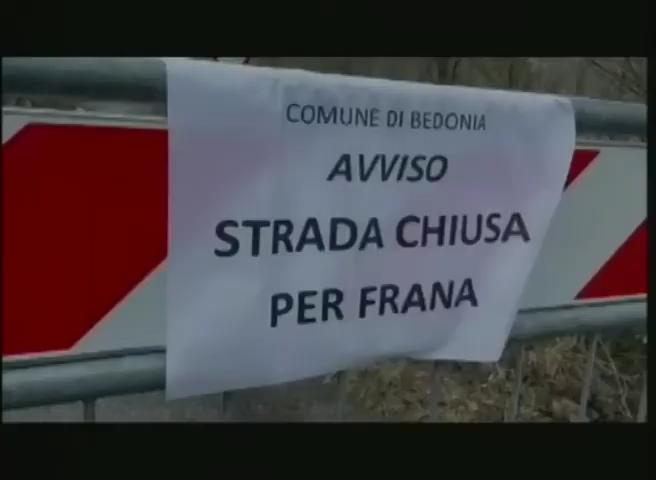 COMUNE DI BEDONIA
AVVISO
STRADA CHIUSA
PER FRANA